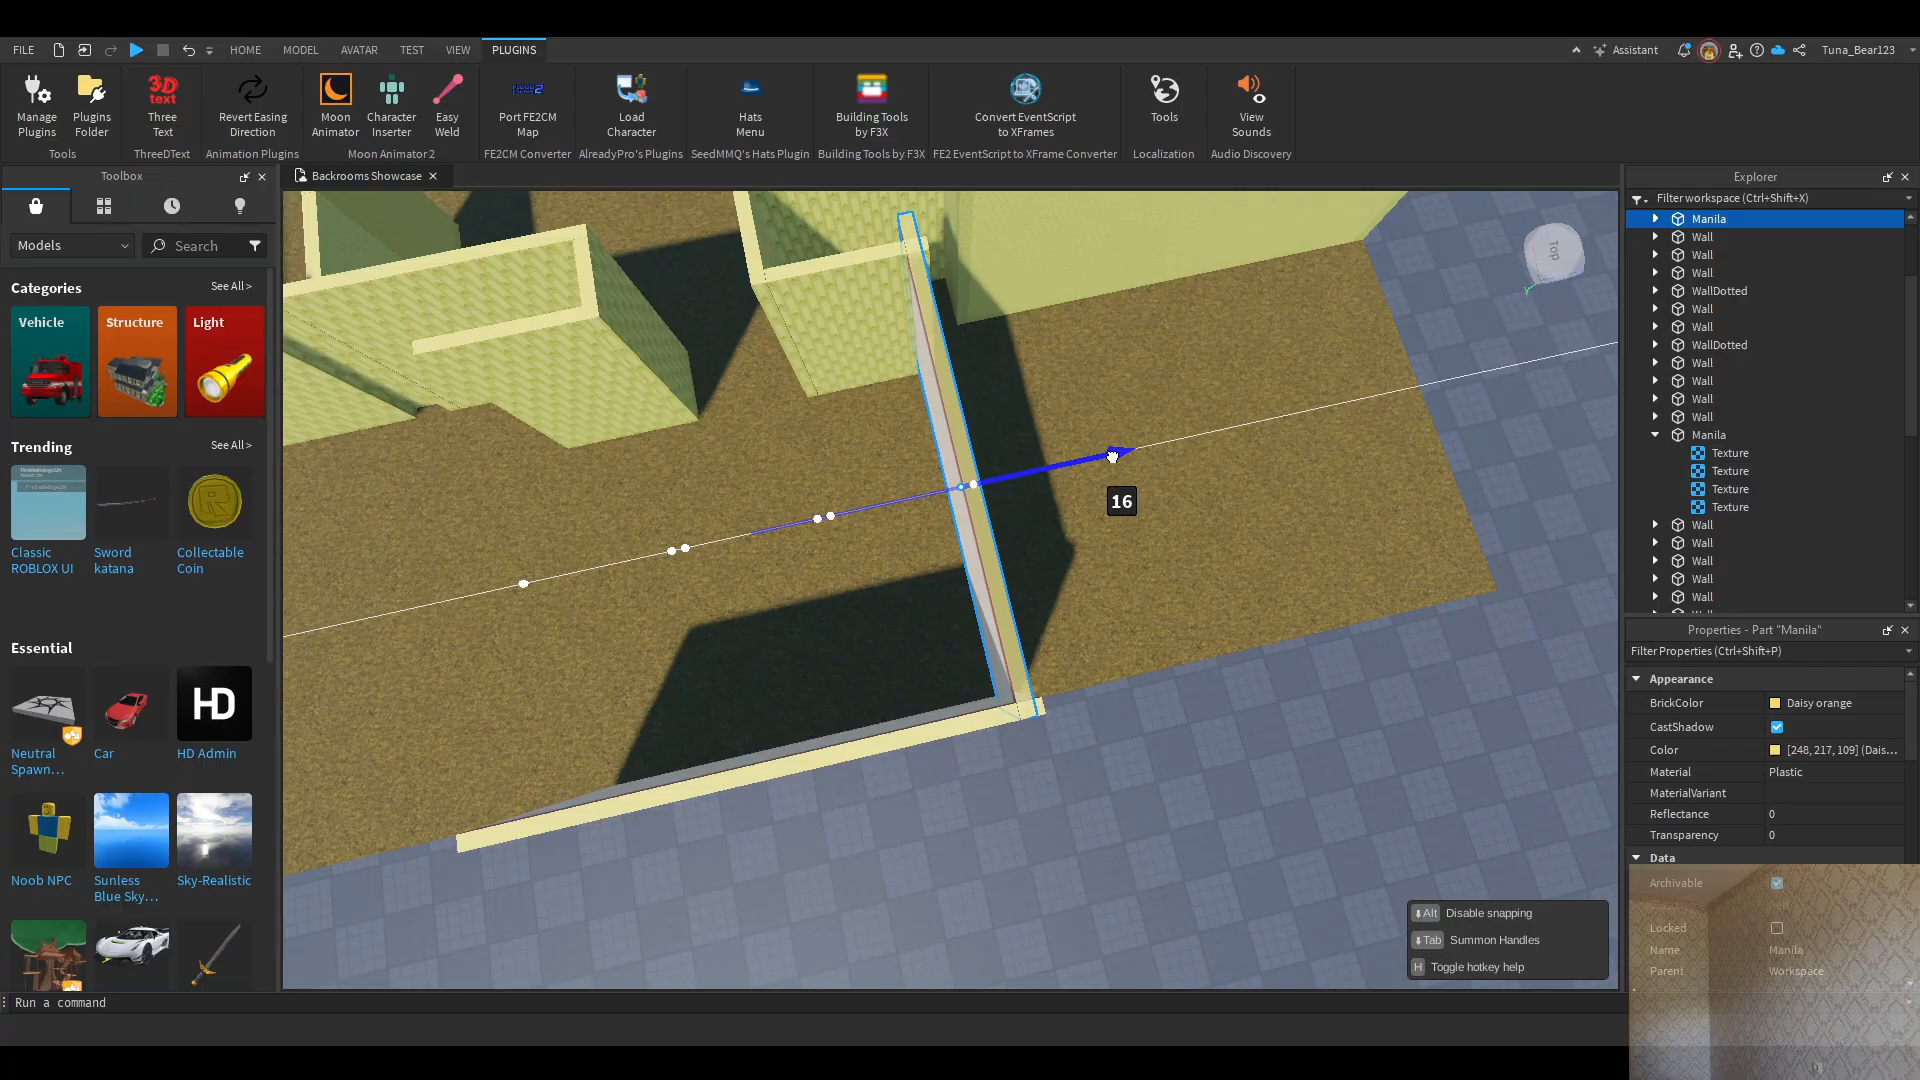 FILE HOME MODEL AVATAR TEST VIEW PLUGINS Assistant Tuna_Bear123
Manage Plugins
Plugins Folder
3D text
Three Text
Revert Easing Direction
Moon Animator
Character Inserter
Easy Weld
Port FE2CM Map
Load Character
Hats Menu
Building Tools by F3X
Convert EventScript to XFrames
Tools
View Sounds
Tools ThreeDText Animation Plugins Moon Animator 2 FE2CM Converter AlreadyPro's Plugins SeedMMQ's Hats Plugin Building Tools by F3X FE2 EventScript to XFrame Converter Localization Audio Discovery
Toolbox
Backrooms Showcase
Models Search
Categories See All >
Vehicle Structure Light
Trending See All >
Classic ROBLOX UI
Sword katana
Collectable Coin
Essential
Neutral Spawn...
Car
HD
HD Admin
Noob NPC
Sunless Blue Sky...
Sky-Realistic
Top
Y
16
Alt Disable snapping
Tab Summon Handles
H Toggle hotkey help
Run a command
Explorer
Filter workspace (Ctrl+Shift+X)
Manila
Wall
Wall
Wall
WallDotted
Wall
Wall
WallDotted
Wall
Wall
Wall
Wall
Manila
Texture
Texture
Texture
Texture
Wall
Wall
Wall
Wall
Wall
Properties - Part "Manila"
Filter Properties (Ctrl+Shift+P)
Appearance
BrickColor Daisy orange
CastShadow
Color [248, 217, 109] (Dais...
Material Plastic
MaterialVariant
Reflectance 0
Transparency 0
Data
Archivable
Locked
Name Manila
Parent Workspace